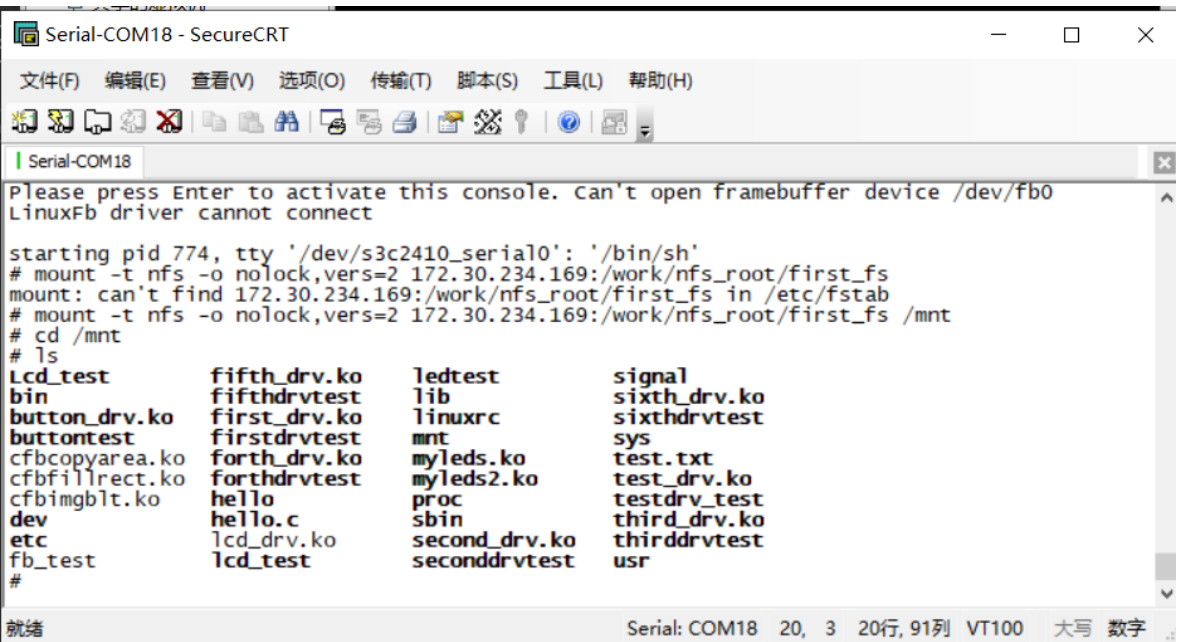 Serial-COM18 - SecureCRT
文件(F) 编辑(E) 查看(V) 选项(O) 传输(T) 脚本(S) 工具(L) 帮助(H)
Serial-COM18
Please press Enter to activate this console. Can't open framebuffer device /dev/fb0
LinuxFb driver cannot connect
starting pid 774, tty '/dev/s3c2410_serial0': '/bin/sh'
# mount -t nfs -o nolock,vers=2 172.30.234.169:/work/nfs_root/first_fs
mount: can't find 172.30.234.169:/work/nfs_root/first_fs in /etc/fstab
# mount -t nfs -o nolock,vers=2 172.30.234.169:/work/nfs_root/first_fs /mnt
# cd /mnt
# ls
Lcd_test fifth_drv.ko ledtest signal
bin fifthdrvtest lib sixth_drv.ko
button_drv.ko first_drv.ko linuxrc sixthdrvtest
buttontest firstdrvtest mnt sys
cfbcopyarea.ko forth_drv.ko myleds.ko test.txt
cfbfillrect.ko forthdrvtest myleds2.ko test_drv.ko
cfbimgblt.ko hello proc testdrv_test
dev hello.c sbin third_drv.ko
etc lcd_drv.ko second_drv.ko thirddrvtest
fb_test lcd_test seconddrvtest usr
#
就绪 Serial: COM18 20, 3 20行, 91列 VT100 大写 数字